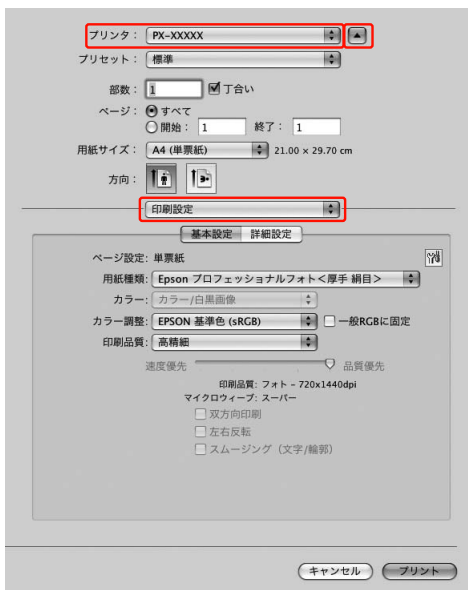 プリンタ: PX-XXXXX
プリセット: 標準
部数: 1 丁合い
ページ: すべて
開始: 1 終了: 1
用紙サイズ: A4 (単票紙) 21.00 × 29.70 cm
方向:
印刷設定
基本設定 詳細設定
ページ設定: 単票紙
用紙種類: Epson プロフェッショナルフォト<厚手 絹目>
カラー: カラー/白黒画像
カラー調整: EPSON 基準色 (sRGB) 一般RGBに固定
印刷品質: 高精細
速度優先 品質優先
印刷品質: フォト - 720x1440dpi
マイクロウィーブ: スーパー
双方向印刷
左右反転
スムージング (文字/輪郭)
キャンセル プリント